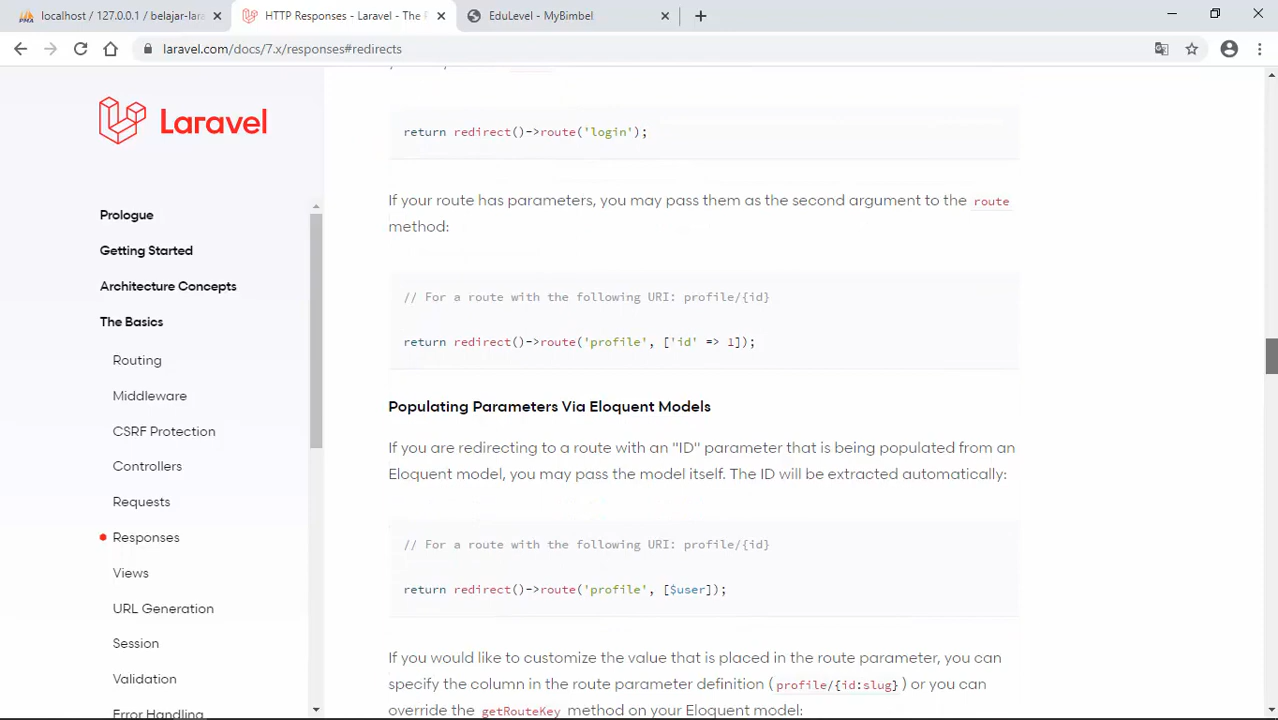 localhost / 127.0.0.1 / belajar-lara
HTTP Responses - Laravel - The P
EduLevel - MyBimbel
laravel.com/docs/7.x/responses#redirects
Laravel
Prologue
Getting Started
Architecture Concepts
The Basics
Routing
Middleware
CSRF Protection
Controllers
Requests
Responses
Views
URL Generation
Session
Validation
Error Handling
return redirect()->route('login');
If your route has parameters, you may pass them as the second argument to the route
method:
// For a route with the following URI: profile/{id}
return redirect()->route('profile', ['id' => 1]);
Populating Parameters Via Eloquent Models
If you are redirecting to a route with an "ID" parameter that is being populated from an
Eloquent model, you may pass the model itself. The ID will be extracted automatically:
// For a route with the following URI: profile/{id}
return redirect()->route('profile', [$user]);
If you would like to customize the value that is placed in the route parameter, you can
specify the column in the route parameter definition (profile/{id:slug}) or you can
override the getRouteKey method on your Eloquent model: